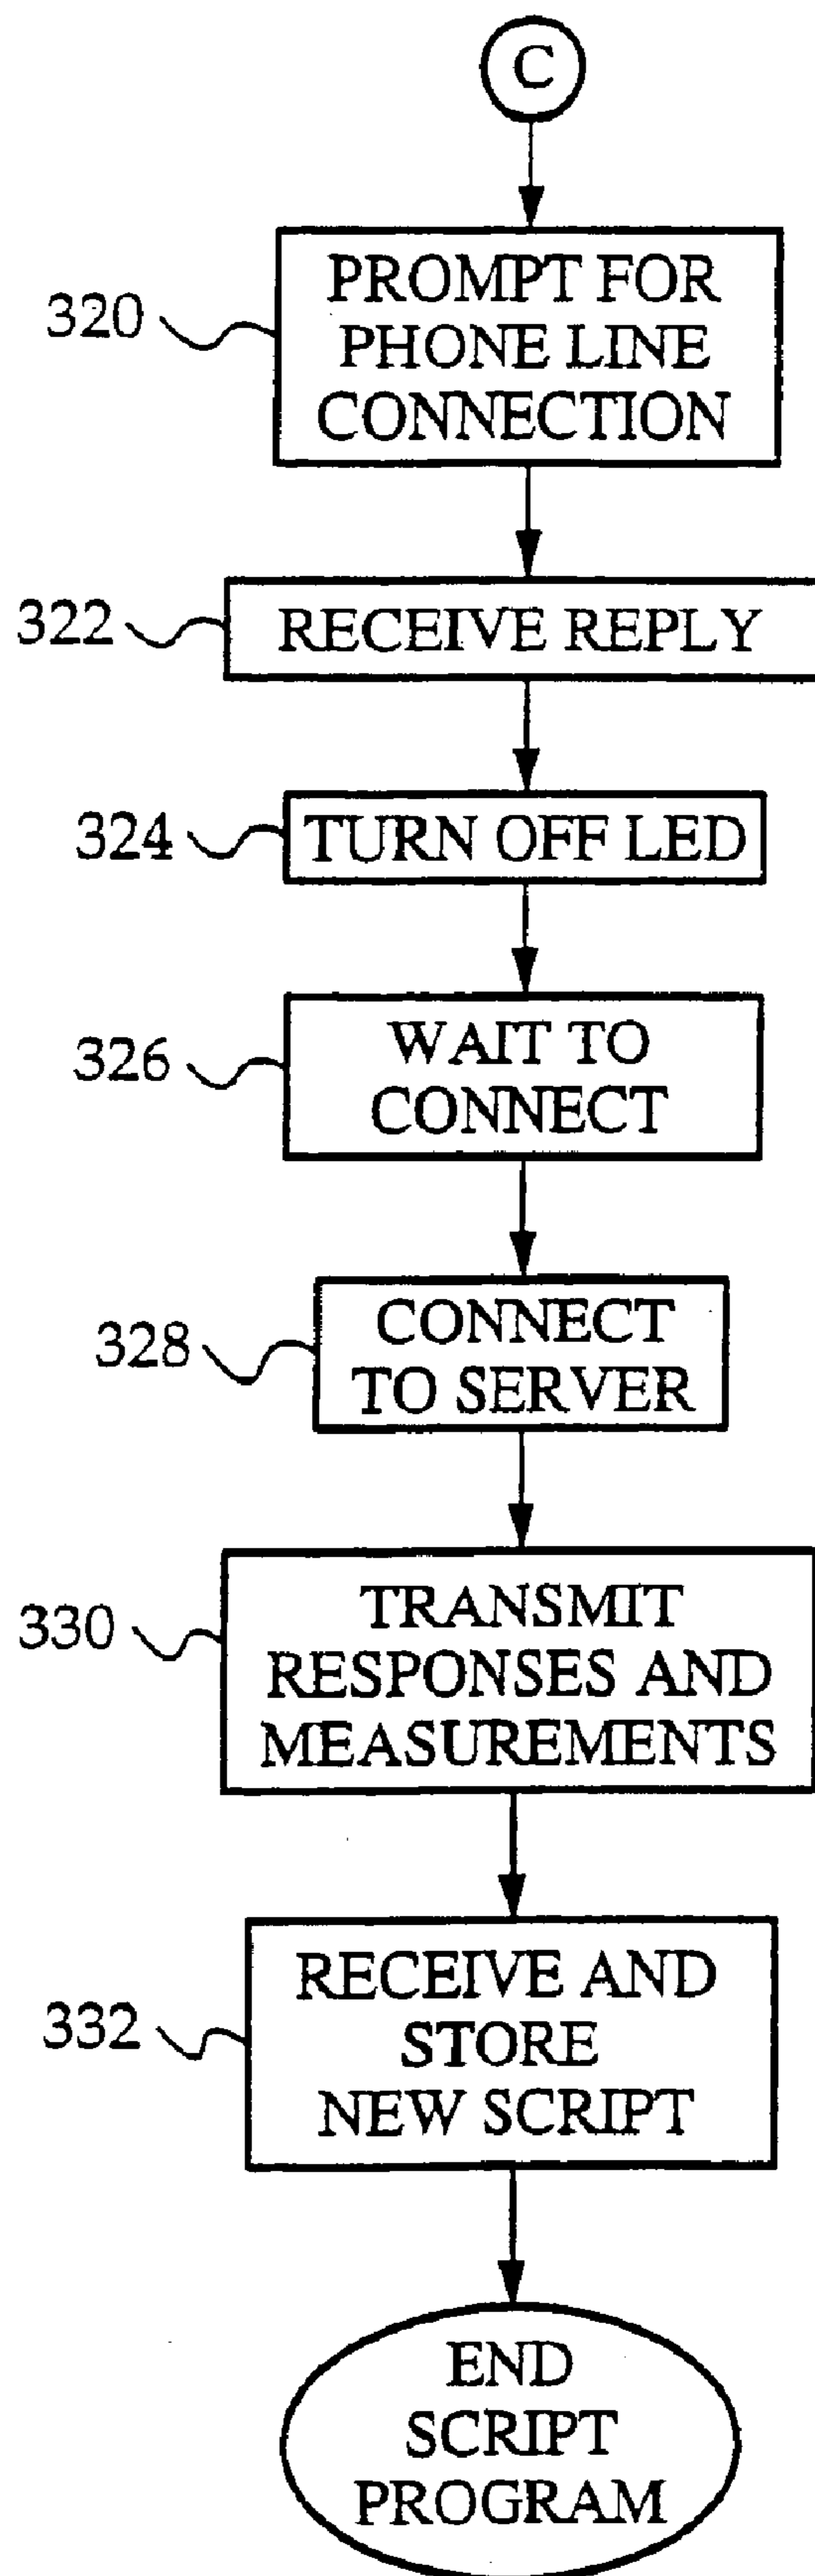 C
320
PROMPT FOR
PHONE LINE
CONNECTION
322
RECEIVE REPLY
324
TURN OFF LED
326
WAIT TO
CONNECT
328
CONNECT
TO SERVER
330
TRANSMIT
RESPONSES AND
MEASUREMENTS
332
RECEIVE AND
STORE
NEW SCRIPT
END
SCRIPT
PROGRAM